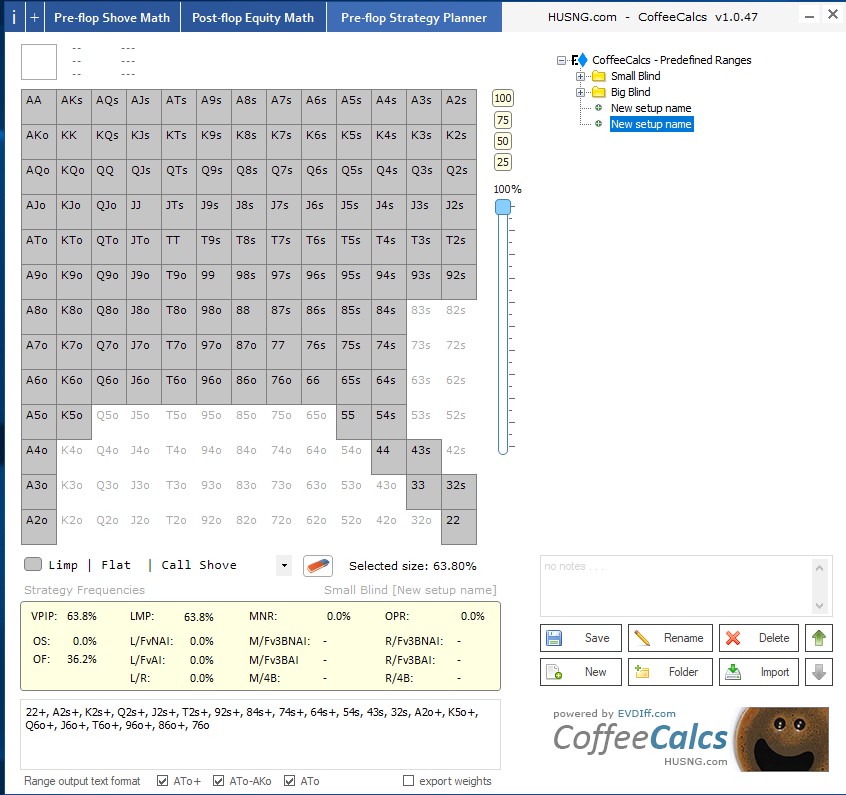 i + Pre-flop Shove Math Post-flop Equity Math Pre-flop Strategy Planner HUSNG.com - CoffeeCalcs v1.0.47
-- ---
-- ---
-- ---
AA AKs AQs AJs ATs A9s A8s A7s A6s A5s A4s A3s A2s
AKo KK KQs KJs KTs K9s K8s K7s K6s K5s K4s K3s K2s
AQo KQo QQ QJs QTs Q9s Q8s Q7s Q6s Q5s Q4s Q3s Q2s
AJo KJo QJo JJ JTs J9s J8s J7s J6s J5s J4s J3s J2s
ATo KTo QTo JTo TT T9s T8s T7s T6s T5s T4s T3s T2s
A9o K9o Q9o J9o T9o 99 98s 97s 96s 95s 94s 93s 92s
A8o K8o Q8o J8o T8o 98o 88 87s 86s 85s 84s 83s 82s
A7o K7o Q7o J7o T7o 97o 87o 77 76s 75s 74s 73s 72s
A6o K6o Q6o J6o T6o 96o 86o 76o 66 65s 64s 63s 62s
A5o K5o Q5o J5o T5o 95o 85o 75o 65o 55 54s 53s 52s
A4o K4o Q4o J4o T4o 94o 84o 74o 64o 54o 44 43s 42s
A3o K3o Q3o J3o T3o 93o 83o 73o 63o 53o 43o 33 32s
A2o K2o Q2o J2o T2o 92o 82o 72o 62o 52o 42o 32o 22
100
75
50
25
100%
CoffeeCalcs - Predefined Ranges
Small Blind
Big Blind
New setup name
New setup name
Limp | Flat | Call Shove Selected size: 63.80%
Strategy Frequencies Small Blind [New setup name]
VPIP: 63.8% LMP: 63.8% MNR: 0.0% OPR: 0.0%
OS: 0.0% L/FvNAI: 0.0% M/Fv3BNAI: - R/Fv3BNAI: -
OF: 36.2% L/FvAI: 0.0% M/Fv3BAI - R/Fv3BAI: -
L/R: 0.0% M/4B: - R/4B: -
22+, A2s+, K2s+, Q2s+, J2s+, T2s+, 92s+, 84s+, 74s+, 64s+, 54s, 43s, 32s, A2o+, K5o+,
Q6o+, J6o+, T6o+, 96o+, 86o+, 76o
Range output text format ATo+ ATo-AKo ATo export weights
no notes . . . .
Save Rename Delete
New Folder Import
powered by EVDIff.com
CoffeeCalcs
HUSNG.com